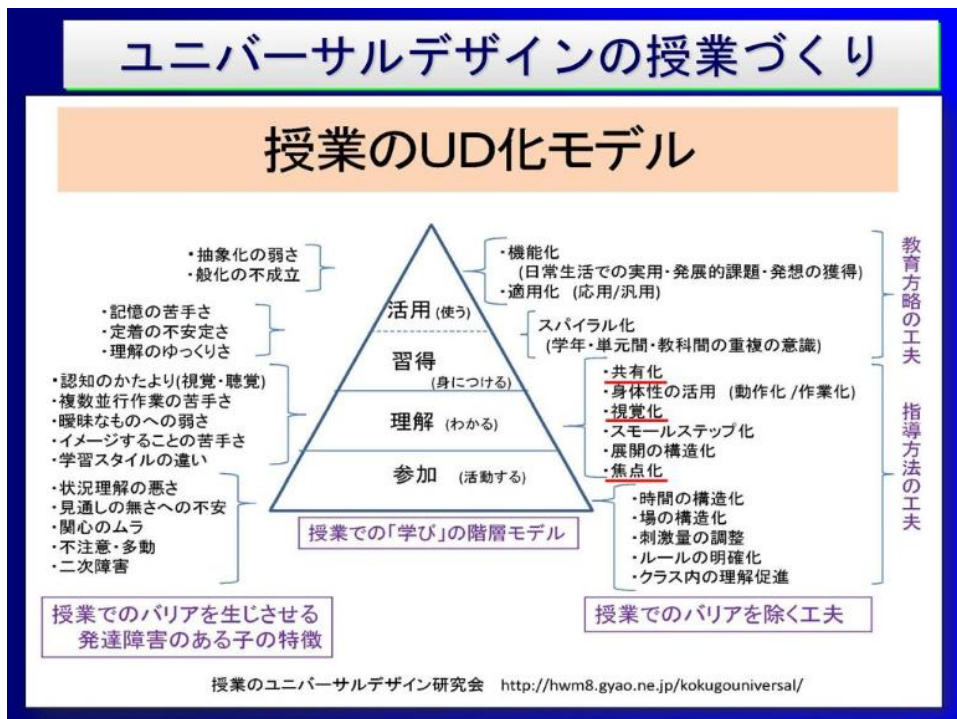 ユニバーサルデザインの授業づくり
授業のUD化モデル
・抽象化の弱さ
・般化の不成立
・記憶の苦手さ
・定着の不安定さ
・理解のゆっくりさ
・認知のかたより(視覚・聴覚)
・複数並行作業の苦手さ
・曖昧なものへの弱さ
・イメージすることの苦手さ
・学習スタイルの違い
・状況理解の悪さ
・見通しの無さへの不安
・関心のムラ
・不注意・多動
・二次障害
活用(使う)
習得
(身につける)
理解 (わかる)
参加 (活動する)
授業での「学び」の階層モデル
・機能化
(日常生活での実用・発展的課題・発想の獲得)
・適用化 (応用/汎用)
スパイラル化
(学年・単元間・教科間の重複の意識)
・共有化
・身体性の活用 (動作化/作業化)
・視覚化
・スモールステップ化
・展開の構造化
・焦点化
・時間の構造化
・場の構造化
・刺激量の調整
・ルールの明確化
・クラス内の理解促進
教育方略の工夫
指導方法の工夫
授業でのバリアを生じさせる
発達障害のある子の特徴
授業でのバリアを除く工夫
授業のユニバーサルデザイン研究会 http://hwm8.gyao.ne.jp/kokugouniversal/